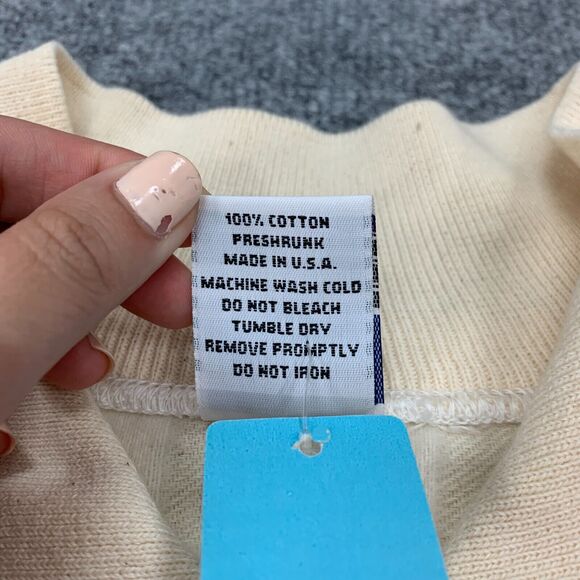 100% COTTON
PRESHRUNK
MADE IN U.S.A.
MACHINE WASH COLD
DO NOT BLEACH
TUMBLE DRY
REMOVE PROMPTLY
DO NOT IRON